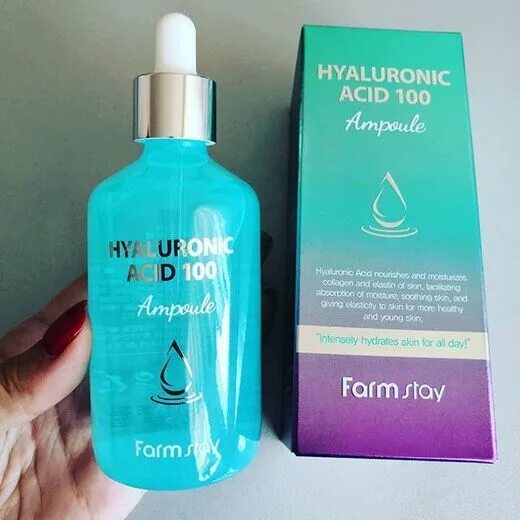 HYALURONIC
ACID 100
Ampoule
Farmstay
HYALURONIC
ACID 100
Ampoule
Hyaluronic Acid nourishes and moisturizes
collagen and elastin of skin, facilitating
absorption of moisture, soothing skin, and
giving elasticity to skin for more healthy
and young skin.
"Intensely hydrates skin for all day!"
Farmstay